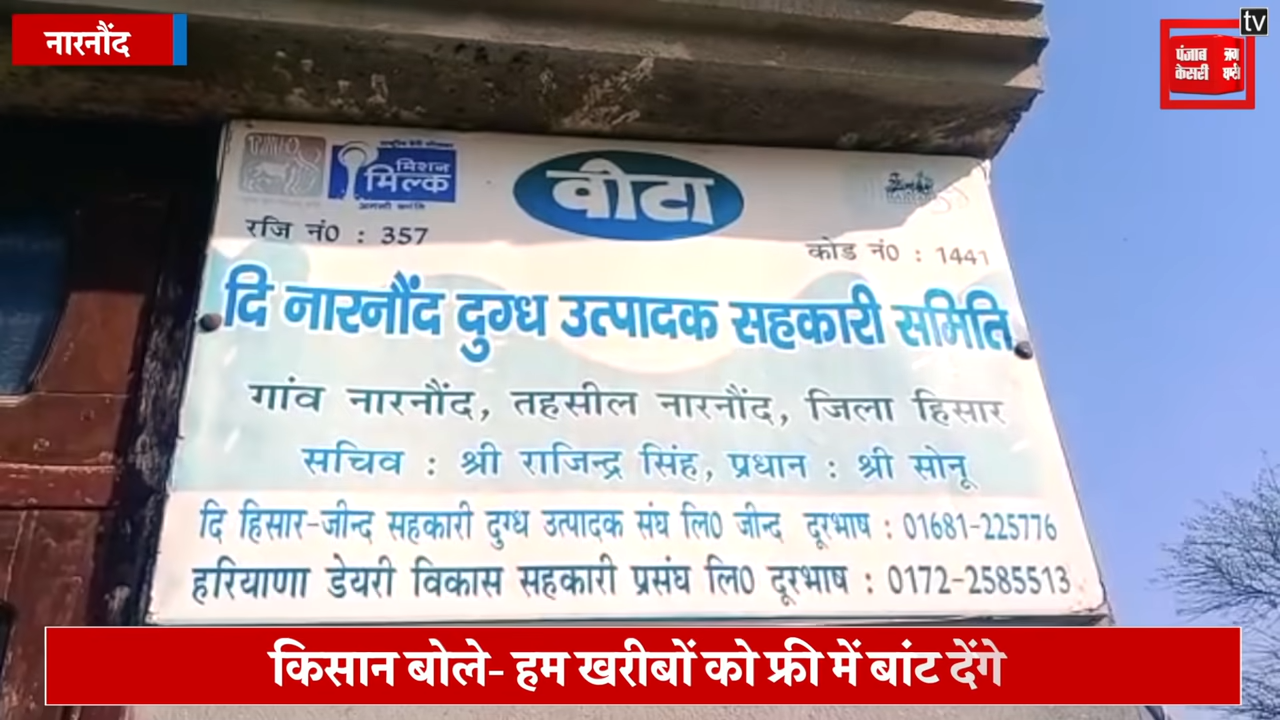 नारनौंद
tv
पंजाब केसरी
मिशन
मिल्क
अगली क्रांति
वीटा
रजि नं0 : 357
कोड नं0 : 1441
दि नारनौंद दुग्ध उत्पादक सहकारी समिति
गांव नारनौंद, तहसील नारनौंद, जिला हिसार
सचिव : श्री राजिन्द्र सिंह, प्रधान : श्री सोनू
दि हिसार-जीन्द सहकारी दुग्ध उत्पादक संघ लि0 जीन्द दूरभाष : 01681-225776
हरियाणा डेयरी विकास सहकारी प्रसंघ लि0 दूरभाष : 0172-2585513
किसान बोले- हम खरीबों को फ्री में बांट देंगे